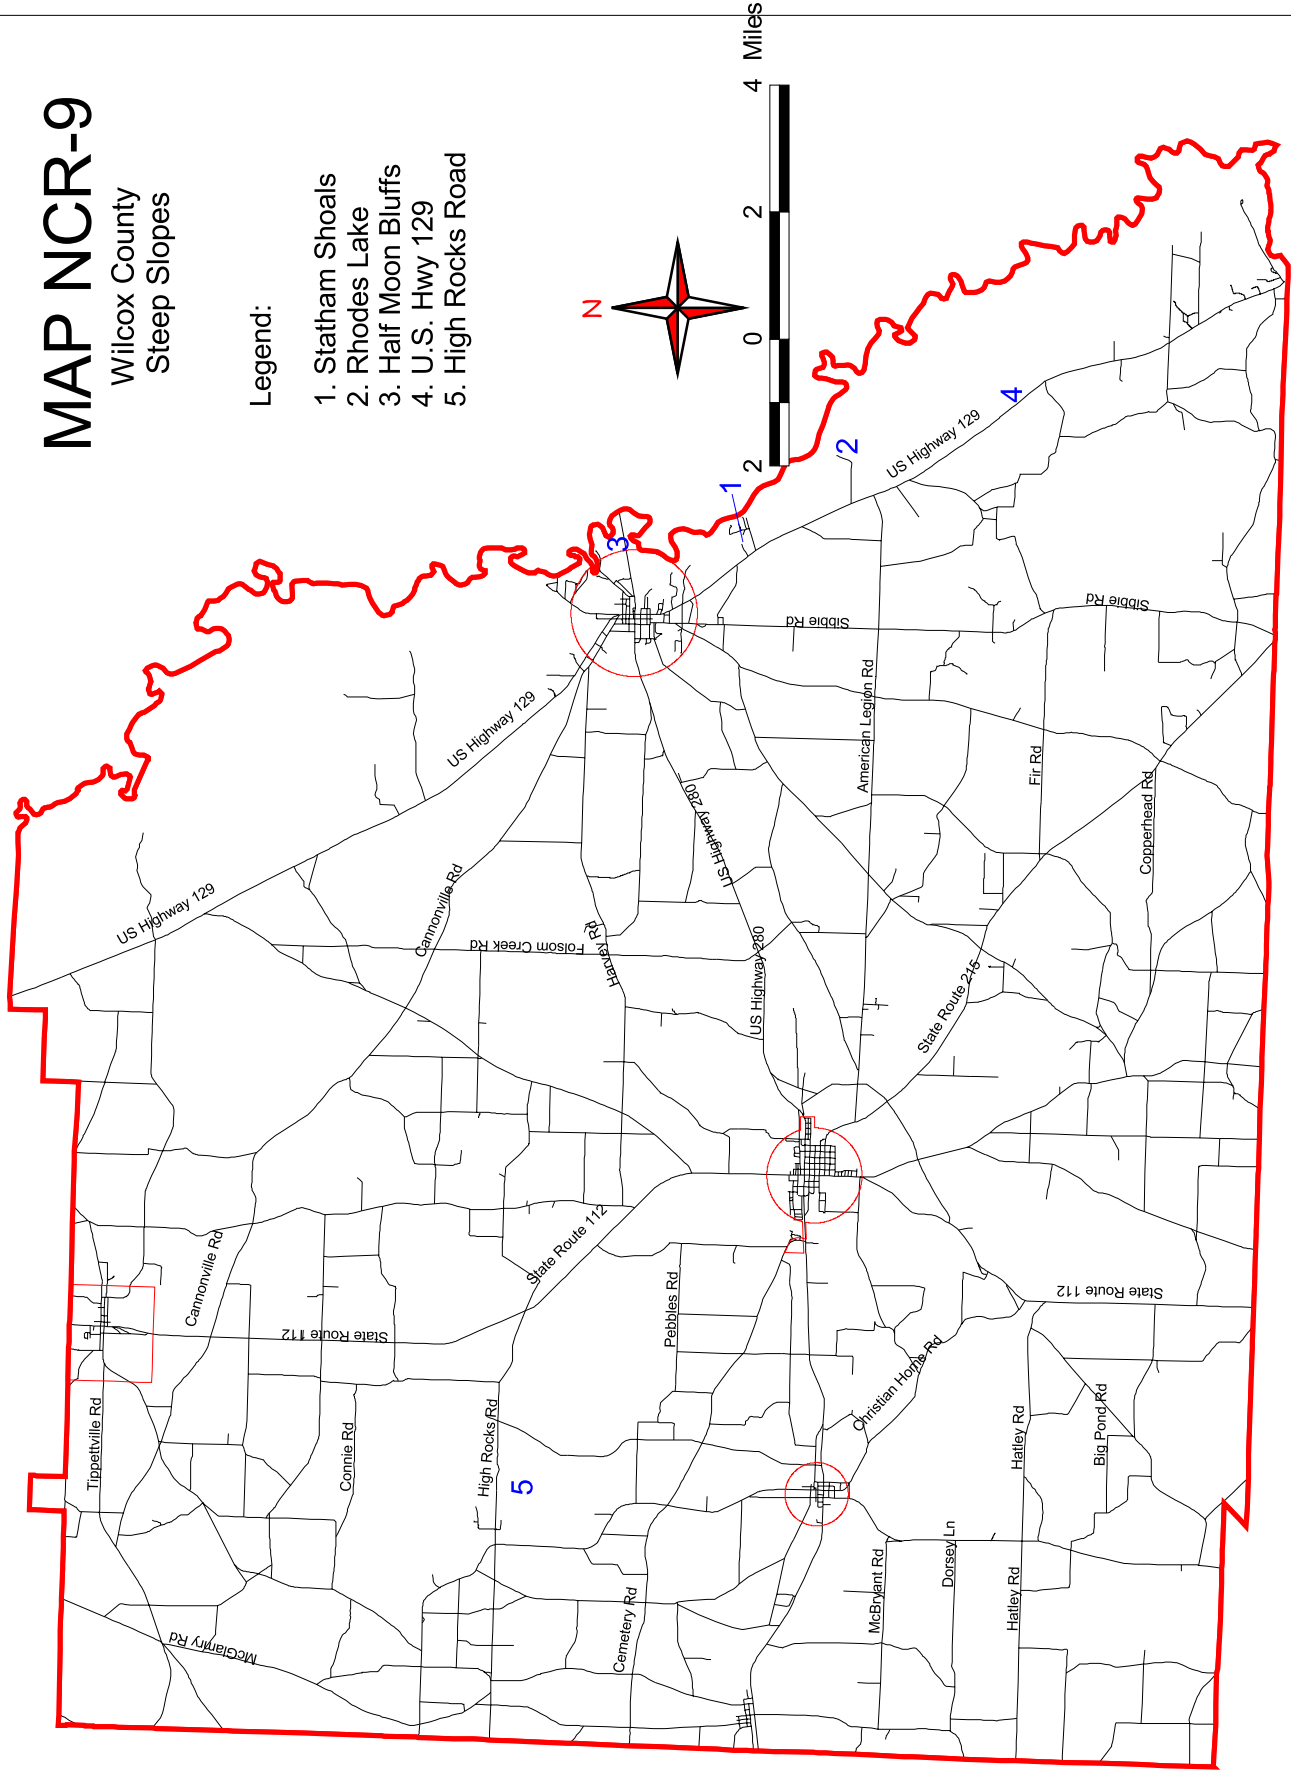 MAP NCR-9
Wilcox County
Steep Slopes
Legend:
1. Statham Shoals
2. Rhodes Lake
3. Half Moon Bluffs
4. U.S. Hwy 129
5. High Rocks Road
N
2 0 2 4 Miles
1
2
3
4
5
US Highway 129
US Highway 129
US Highway 129
Cannonville Rd
Cannonville Rd
Folsom Creek Rd
Harvey Rd
US Highway 280
US Highway 280
American Legion Rd
Sibbie Rd
Sibbie Rd
Fir Rd
Copperhead Rd
State Route 215
State Route 112
State Route 112
State Route 112
Tippettville Rd
Connie Rd
High Rocks Rd
Pebbles Rd
Christian Home Rd
Hatley Rd
Hatley Rd
Big Pond Rd
McBryant Rd
Dorsey Ln
Cemetery Rd
McGlamry Rd